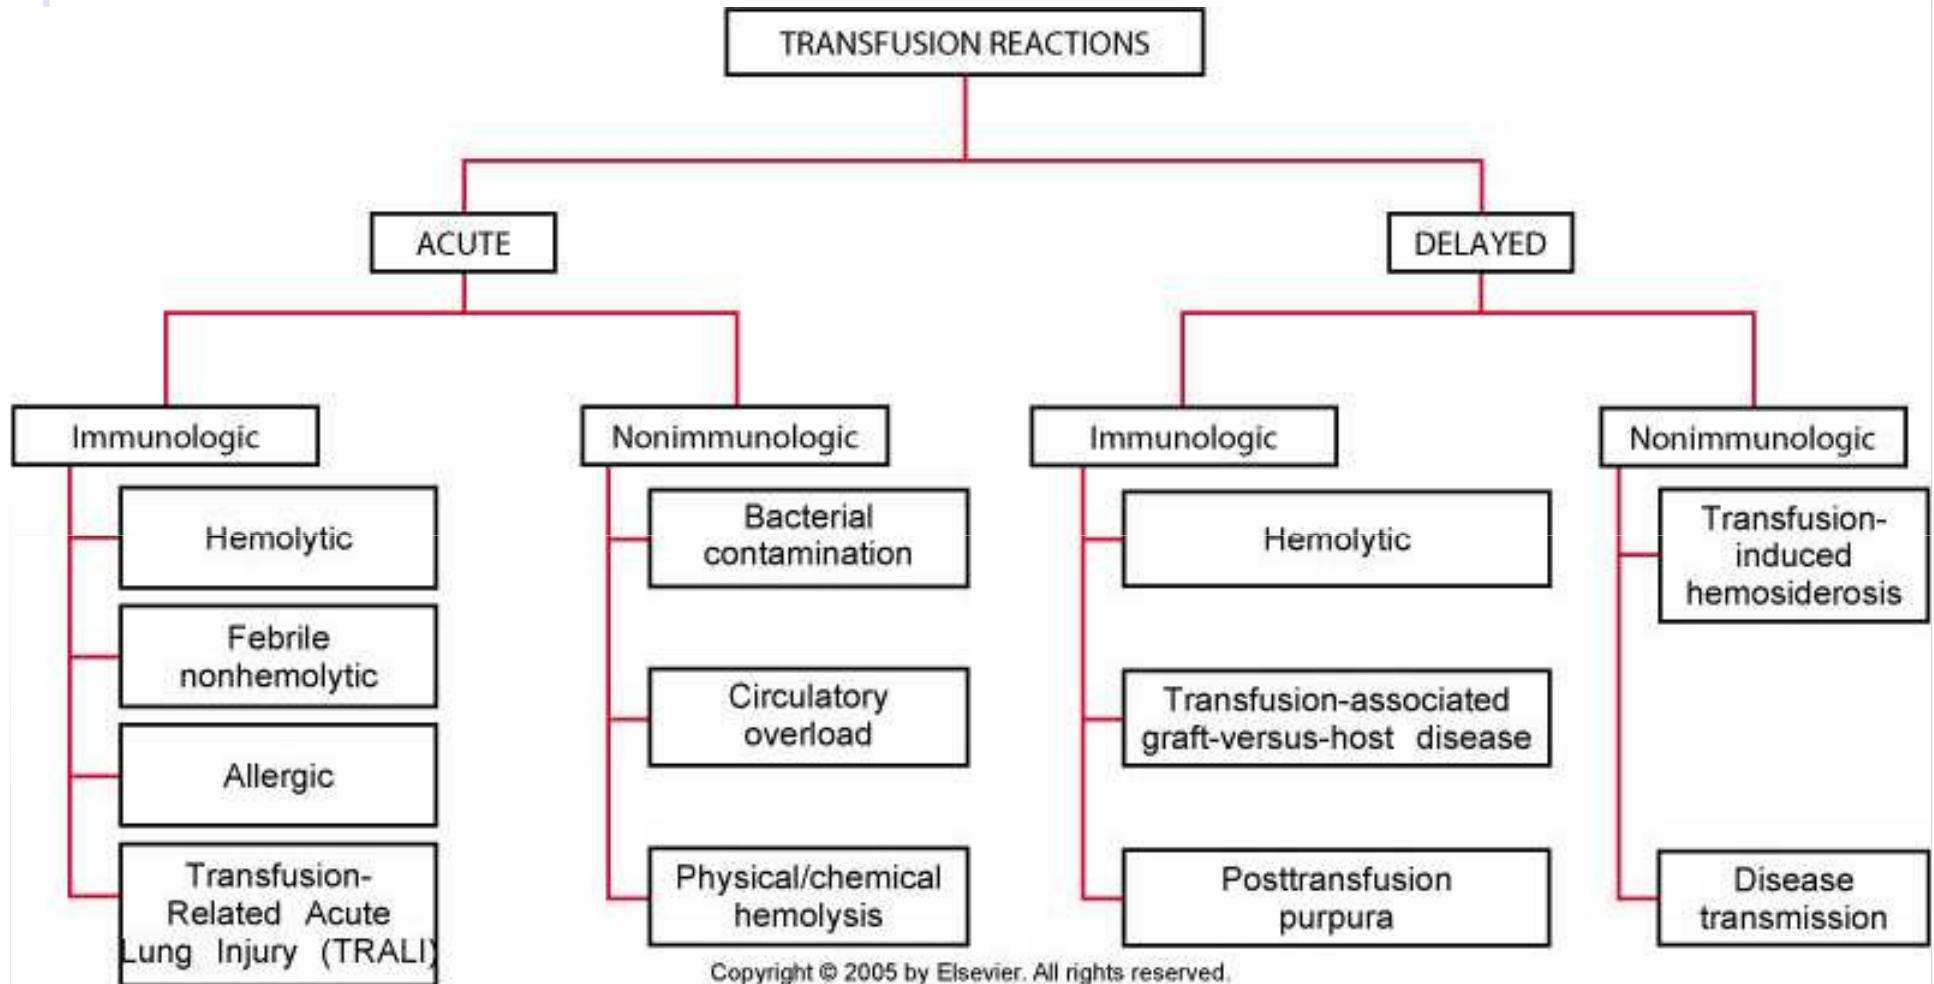 TRANSFUSION REACTIONS
ACUTE
DELAYED
Immunologic
Nonimmunologic
Immunologic
Nonimmunologic
Hemolytic
Febrile
nonhemolytic
Allergic
Transfusion-
Related Acute
Lung Injury (TRALI)
Bacterial
contamination
Circulatory
overload
Physical/chemical
hemolysis
Hemolytic
Transfusion-associated
graft-versus-host disease
Posttransfusion
purpura
Transfusion-
induced
hemosiderosis
Disease
transmission
Copyright © 2005 by Elsevier. All rights reserved.